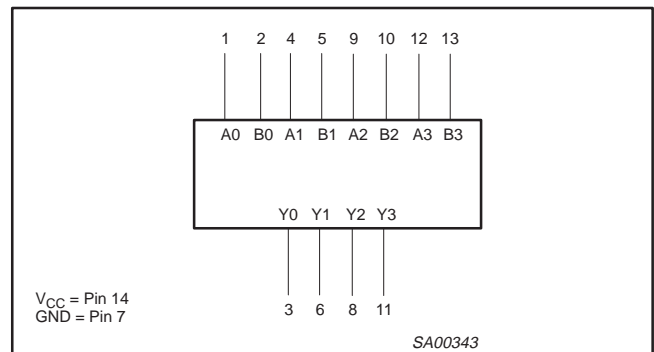 1 2 4 5 9 10 12 13
A0 B0 A1 B1 A2 B2 A3 B3
Y0 Y1 Y2 Y3
3 6 8 11
VCC = Pin 14
GND = Pin 7
SA00343